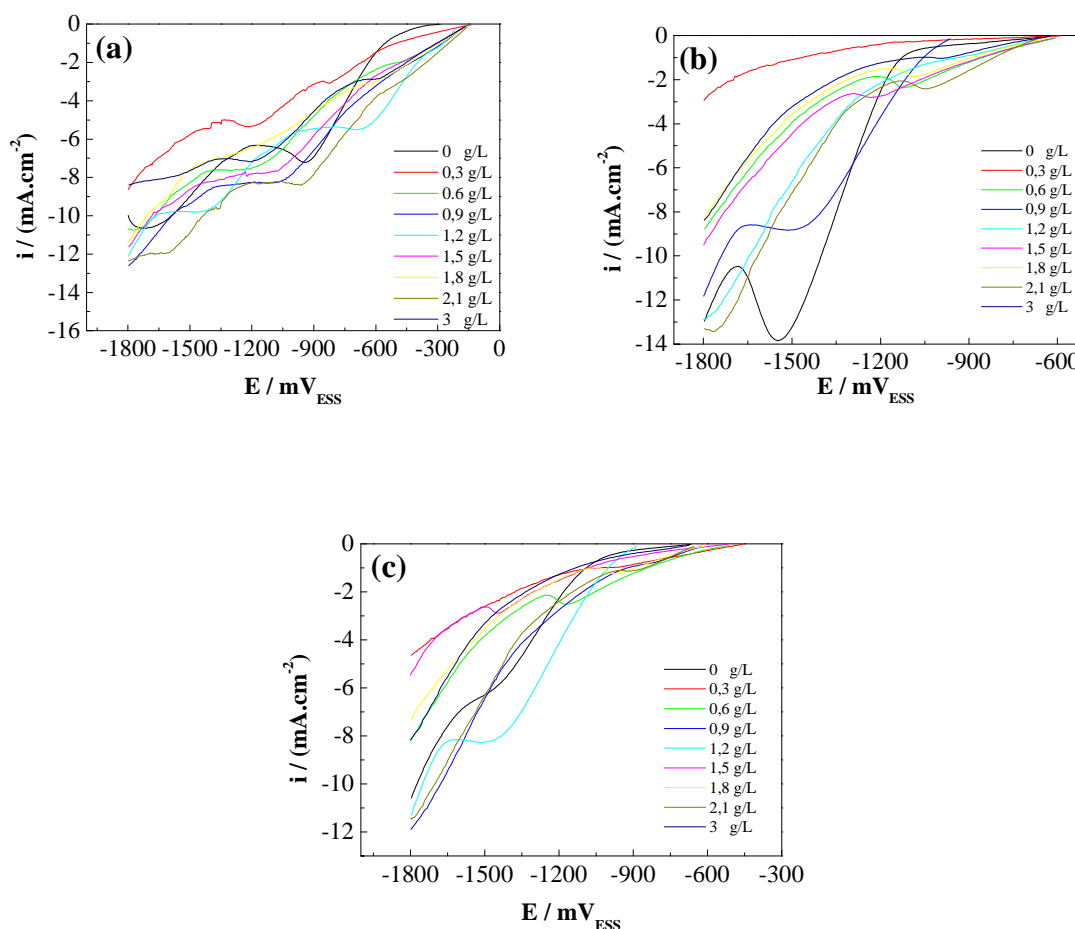 (a)
0
-2
-4
-6
-8
-10
-12
-14
-16
i / (mA.cm-2)
-1800 -1500 -1200 -900 -600 -300 0
E / mVESS
0 g/L
0,3 g/L
0.6 g/L
0,9 g/L
1,2 g/L
1,5 g/L
1,8 g/L
2,1 g/L
3 g/L
(b)
0
-2
-4
-6
-8
-10
-12
-14
i / (mA.cm-2)
-1800 -1500 -1200 -900 -600
E / mVESS
0 g/L
0,3 g/L
0,6 g/L
0,9 g/L
1,2 g/L
1,5 g/L
1,8 g/L
2,1 g/L
3 g/L
(c)
0
-2
-4
-6
-8
-10
-12
i / (mA.cm-2)
-1800 -1500 -1200 -900 -600 -300
E / mVESS
0 g/L
0,3 g/L
0,6 g/L
0,9 g/L
1,2 g/L
1,5 g/L
1,8 g/L
2,1 g/L
3 g/L